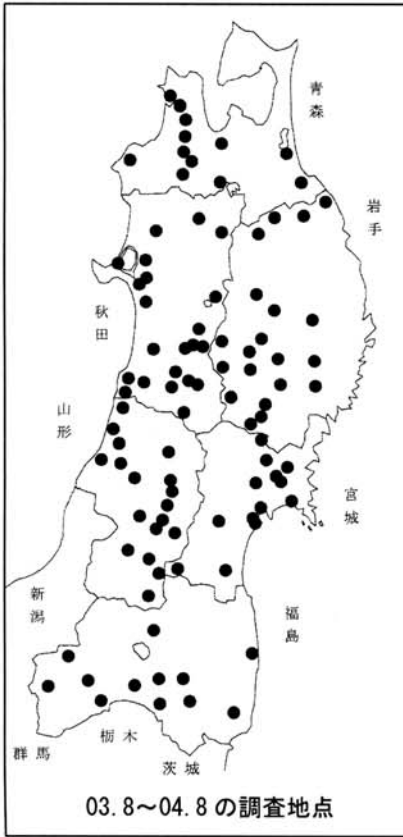 青森
岩手
秋田
山形
宮城
新潟
福島
群馬
栃木
茨城
03.8～04.8の調査地点